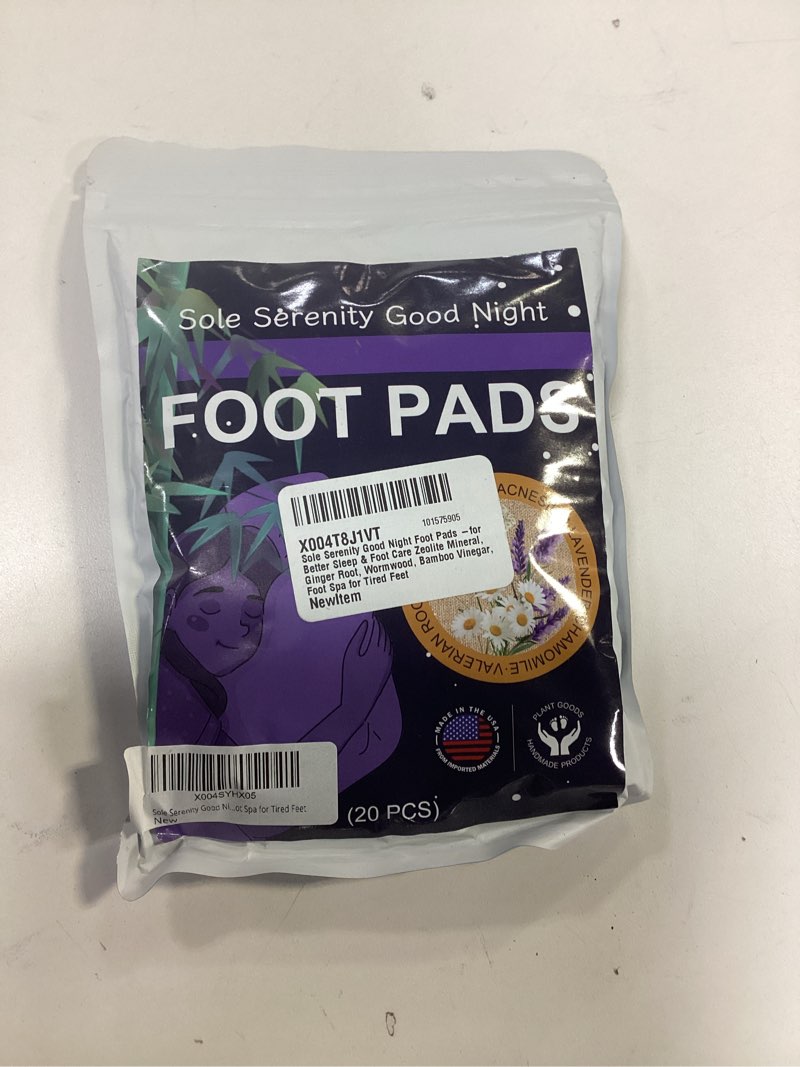 Sole Serenity Good Night
FOOT PADS
X004T8J1VT
101575905
Sole Serenity Good Night Foot Pads – for
Better Sleep & Foot Care Zeolite Mineral,
Ginger Root, Wormwood, Bamboo Vinegar,
Foot Spa for Tired Feet
NewItem
LAVENDER
CHAMOMILE·VALERIAN
MADE IN THE USA
FROM IMPORTED MATERIALS
PLANT GOODS
HANDMADE PRODUCTS
X004SYHX05
Sole Serenity Good Ni...ot Spa for Tired Feet
New
(20 PCS)